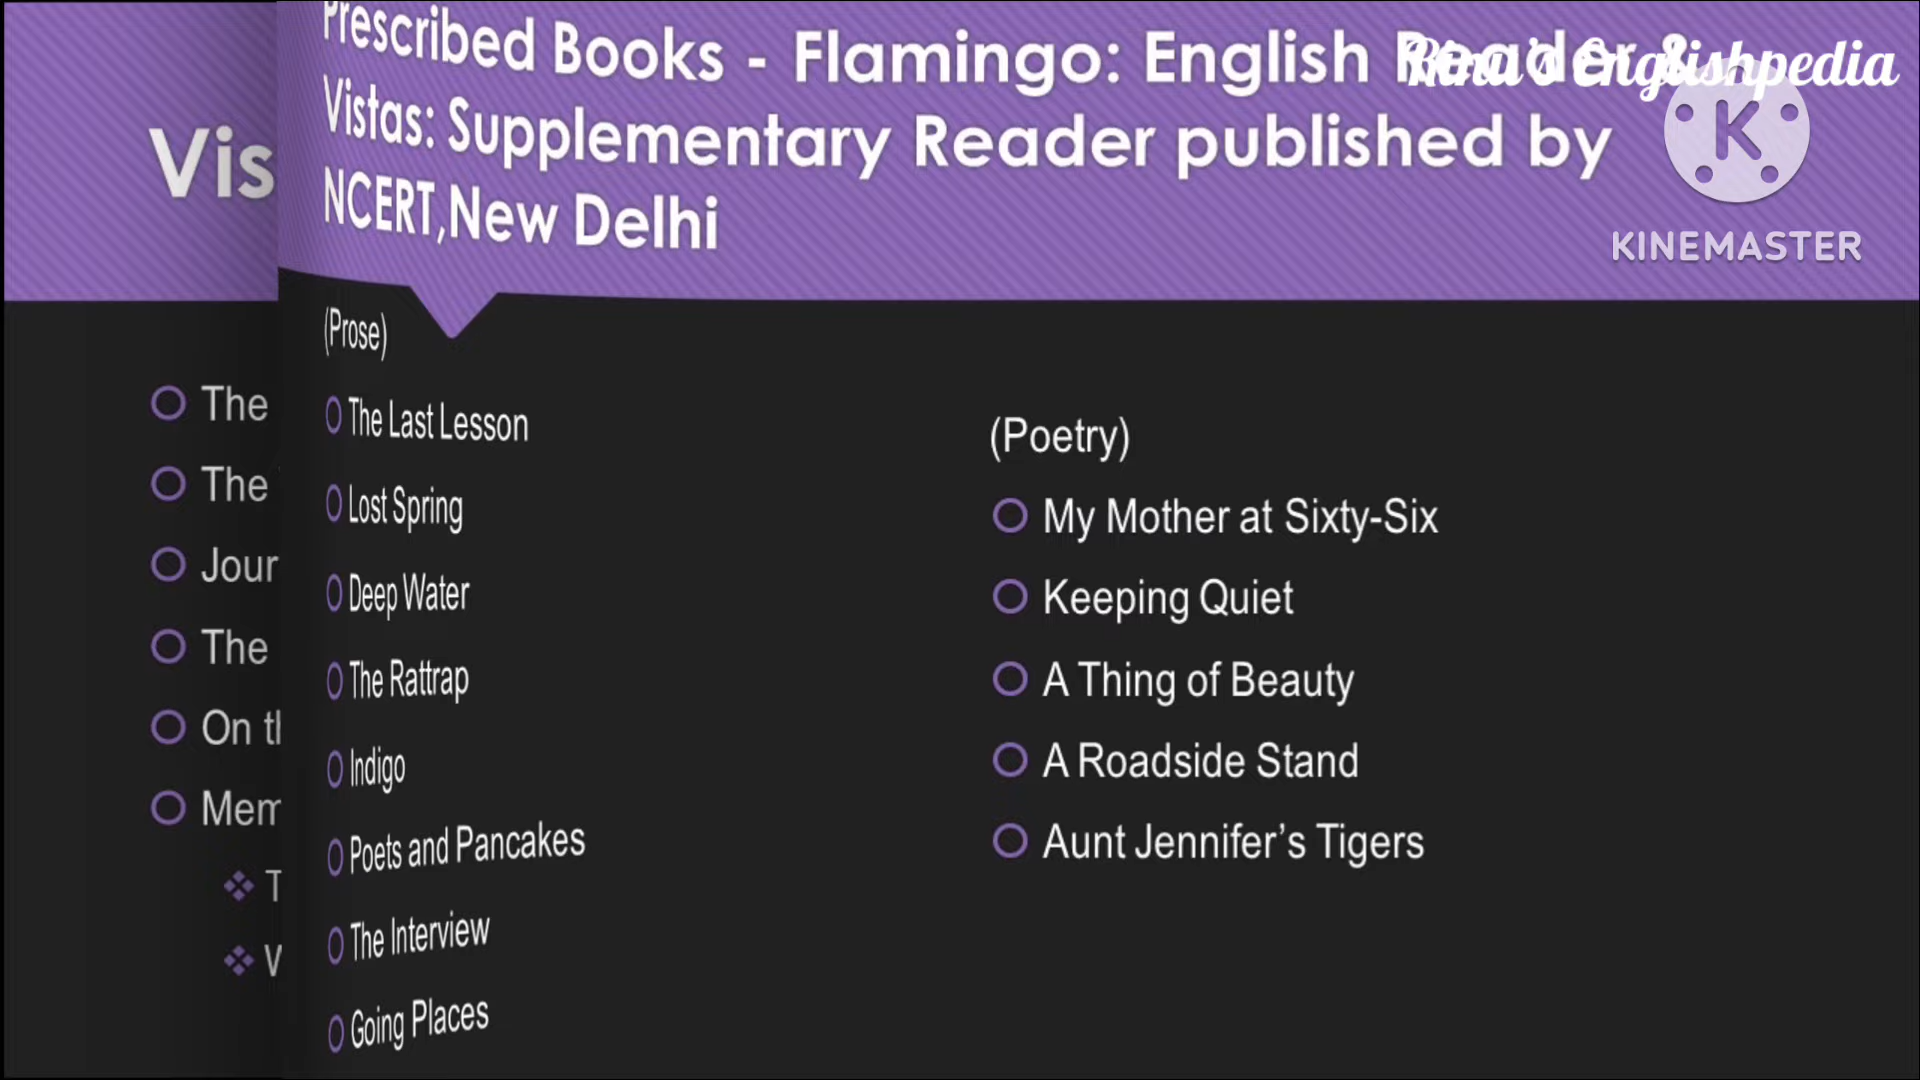 Prescribed Books - Flamingo: English Reader &
Vistas: Supplementary Reader published by
NCERT,New Delhi
Rinu's Englishpedia
K
KINEMASTER
(Prose)
The Last Lesson
Lost Spring
Deep Water
The Rattrap
Indigo
Poets and Pancakes
The Interview
Going Places
(Poetry)
My Mother at Sixty-Six
Keeping Quiet
A Thing of Beauty
A Roadside Stand
Aunt Jennifer’s Tigers
Vis
The
The
Jour
The
On
Mem
T